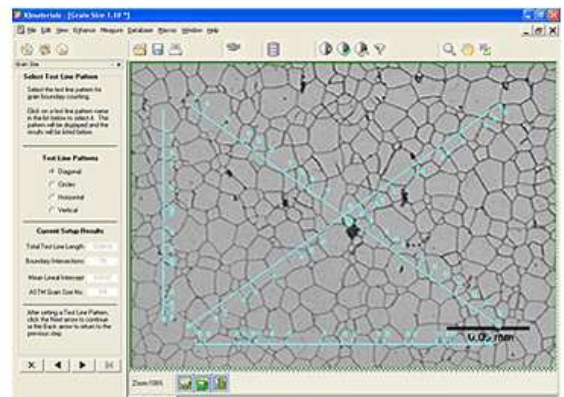 IQmaterials - [Grain Size 1.10 *]
File Edit View Enhance Measure Database Macros Window Help
Grain Size
Select Test Line Pattern
Select the test line pattern for
grain boundary counting.
Click on a test line pattern name
in the list below to select it. This
pattern will be displayed and the
results will be listed below.
Test Line Patterns
Diagonal
Circles
Horizontal
Vertical
Current Setup Results
Total Test Line Length:
Boundary Intersections:
Mean Lineal Intercept:
ASTM Grain Size No.:
After setting a Test Line Pattern,
click the Next arrow to continue
or the Back arrow to return to the
previous step.
Zoom:100%
0.05 mm